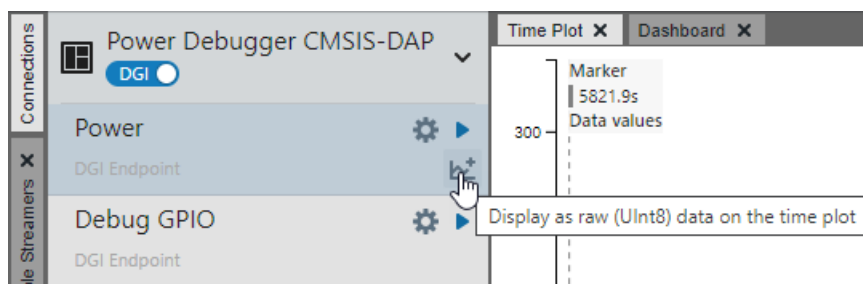 Connections
le Streamers
Power Debugger CMSIS-DAP
DGI
Power
DGI Endpoint
Debug GPIO
DGI Endpoint
Time Plot
Dashboard
Marker
5821.9s
Data values
300
Display as raw (UInt8) data on the time plot